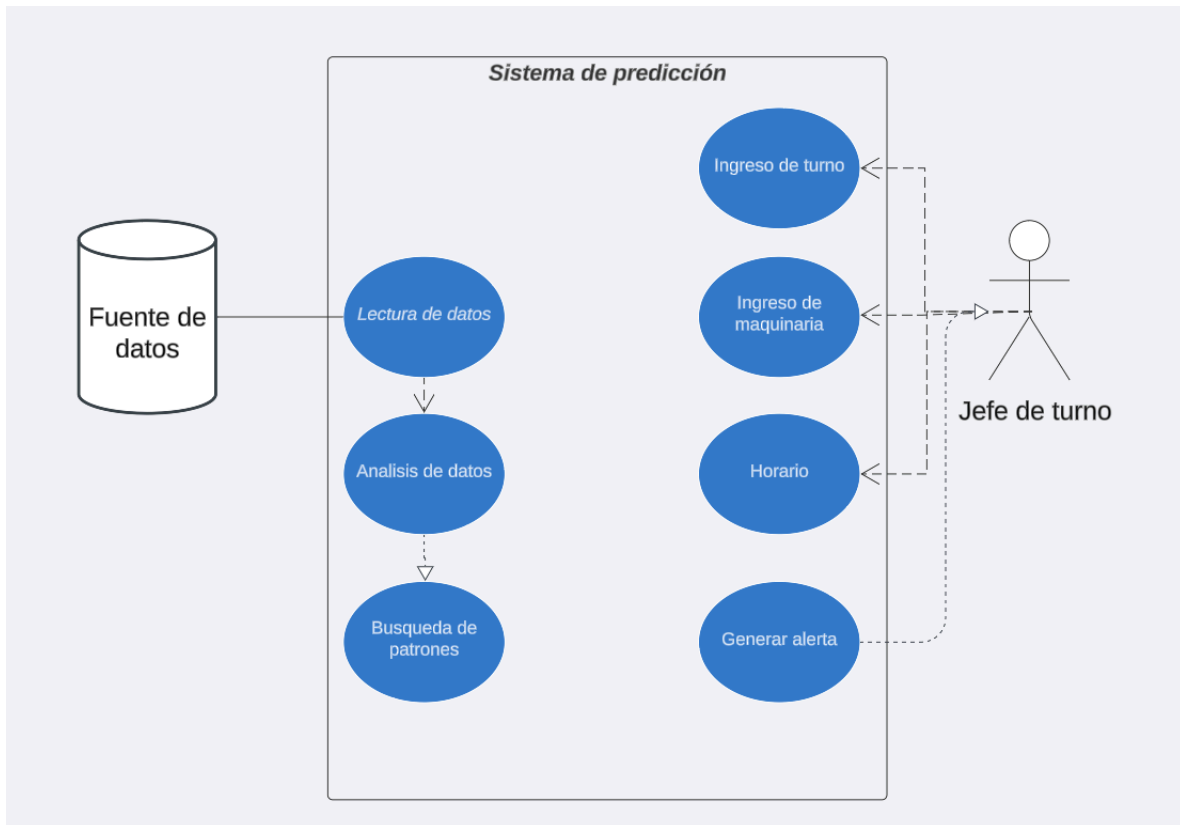 Sistema de predicción
Ingreso de turno
Fuente de
datos
Lectura de datos
Ingreso de
maquinaria
Jefe de turno
Analisis de datos
Horario
Busqueda de
patrones
Generar alerta